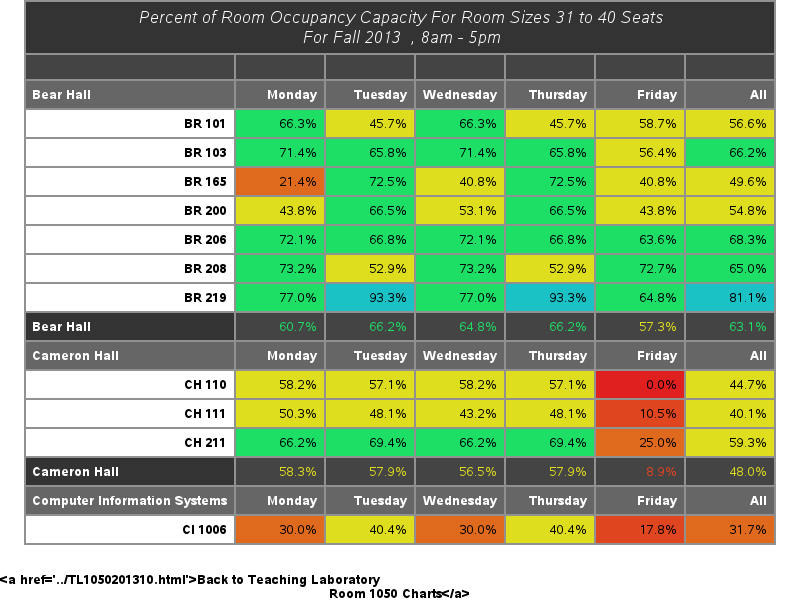 Percent of Room Occupancy Capacity For Room Sizes 31 to 40 Seats
For Fall 2013  , 8am - 5pm
Bear Hall Monday Tuesday Wednesday Thursday Friday All
BR 101 66.3% 45.7% 66.3% 45.7% 58.7% 56.6%
BR 103 71.4% 65.8% 71.4% 65.8% 56.4% 66.2%
BR 165 21.4% 72.5% 40.8% 72.5% 40.8% 49.6%
BR 200 43.8% 66.5% 53.1% 66.5% 43.8% 54.8%
BR 206 72.1% 66.8% 72.1% 66.8% 63.6% 68.3%
BR 208 73.2% 52.9% 73.2% 52.9% 72.7% 65.0%
BR 219 77.0% 93.3% 77.0% 93.3% 64.8% 81.1%
Bear Hall 60.7% 66.2% 64.8% 66.2% 57.3% 63.1%
Cameron Hall Monday Tuesday Wednesday Thursday Friday All
CH 110 58.2% 57.1% 58.2% 57.1% 0.0% 44.7%
CH 111 50.3% 48.1% 43.2% 48.1% 10.5% 40.1%
CH 211 66.2% 69.4% 66.2% 69.4% 25.0% 59.3%
Cameron Hall 58.3% 57.9% 56.5% 57.9% 8.9% 48.0%
Computer Information Systems Monday Tuesday Wednesday Thursday Friday All
CI 1006 30.0% 40.4% 30.0% 40.4% 17.8% 31.7%
<a href='../TL1050201310.html'>Back to Teaching Laboratory
Room 1050 Charts</a>